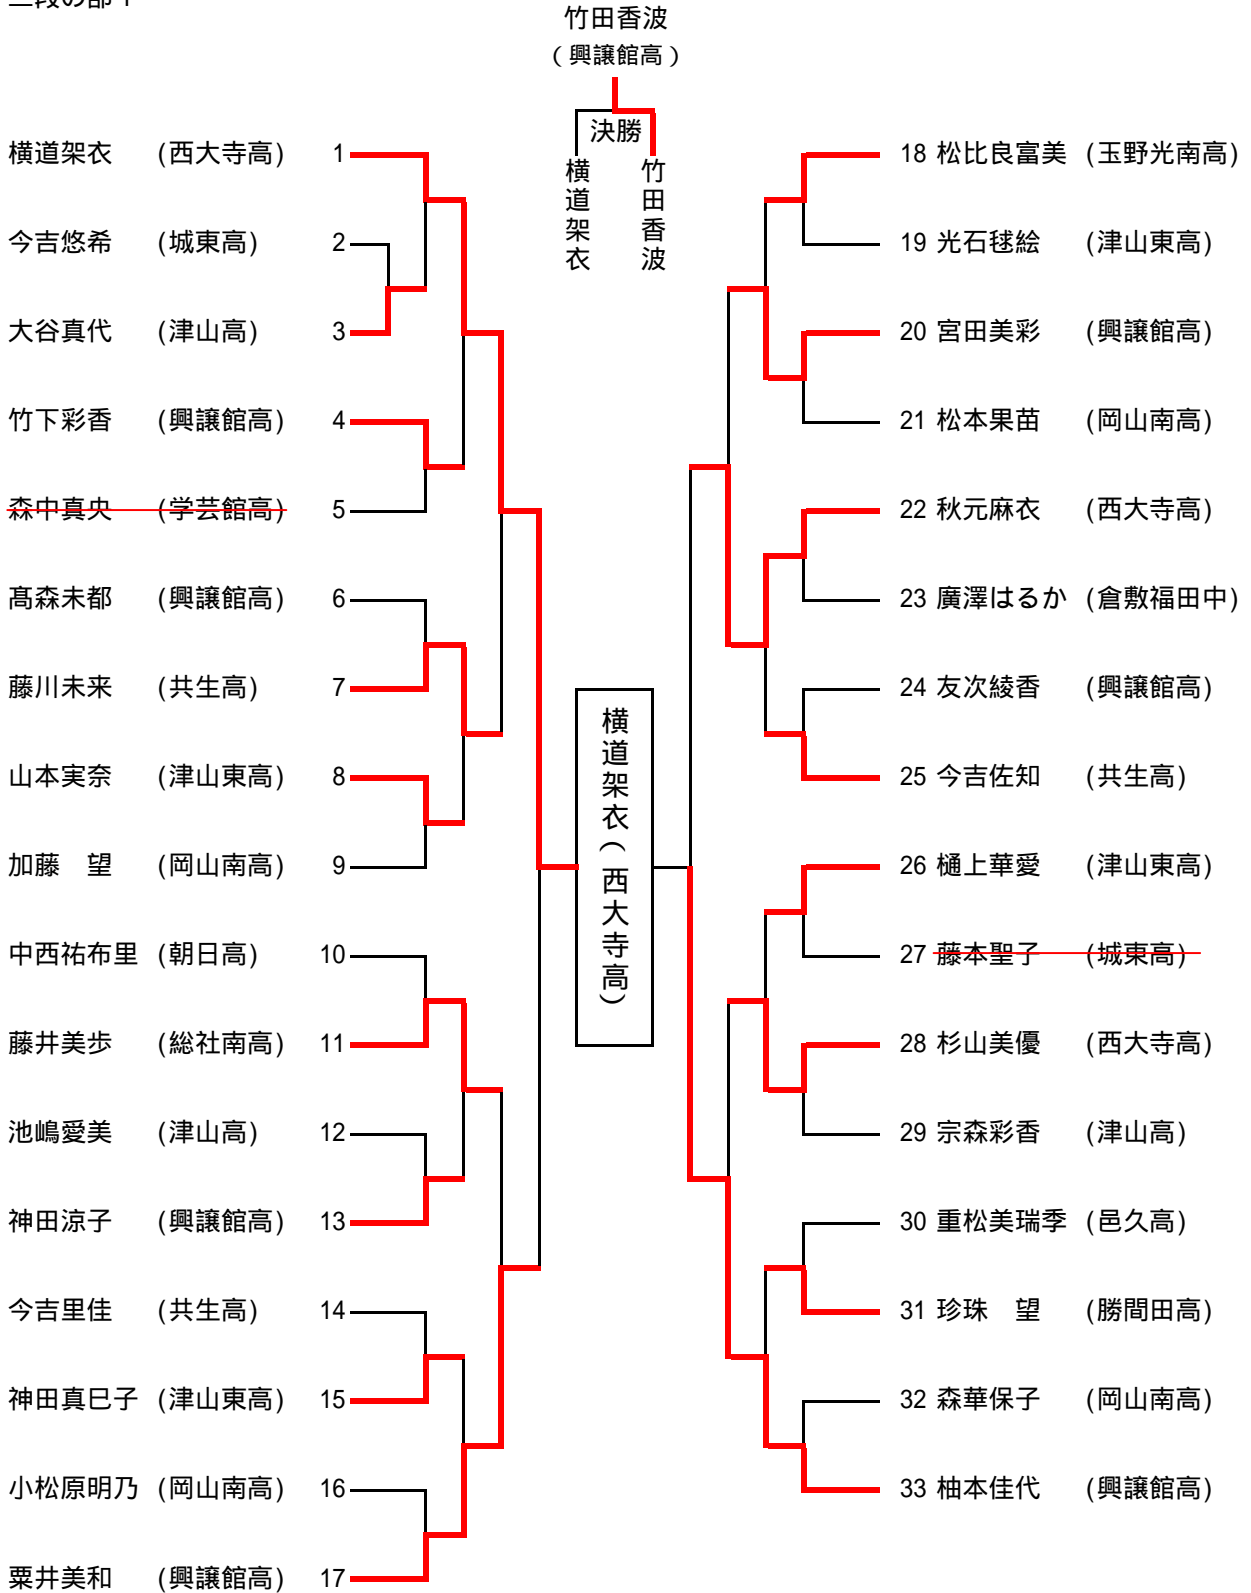 竹田香波
(興譲館高)
決勝
横道架衣
竹田香波
横道架衣 (西大寺高) 1
今吉悠希 (城東高) 2
大谷真代 (津山高) 3
竹下彩香 (興譲館高) 4
森中真央 (学芸館高) 5
髙森未都 (興譲館高) 6
藤川未来 (共生高) 7
山本実奈 (津山東高) 8
加藤 望 (岡山南高) 9
中西祐布里 (朝日高) 10
藤井美歩 (総社南高) 11
池嶋愛美 (津山高) 12
神田涼子 (興譲館高) 13
今吉里佳 (共生高) 14
神田真巳子 (津山東高) 15
小松原明乃 (岡山南高) 16
粟井美和 (興譲館高) 17
横道架衣(西大寺高)
18 松比良富美 (玉野光南高)
19 光石毬絵 (津山東高)
20 宮田美彩 (興譲館高)
21 松本果苗 (岡山南高)
22 秋元麻衣 (西大寺高)
23 廣澤はるか (倉敷福田中)
24 友次綾香 (興譲館高)
25 今吉佐知 (共生高)
26 樋上華愛 (津山東高)
27 藤本聖子 (城東高)
28 杉山美優 (西大寺高)
29 宗森彩香 (津山高)
30 重松美瑞季 (邑久高)
31 珍珠 望 (勝間田高)
32 森華保子 (岡山南高)
33 柚本佳代 (興譲館高)